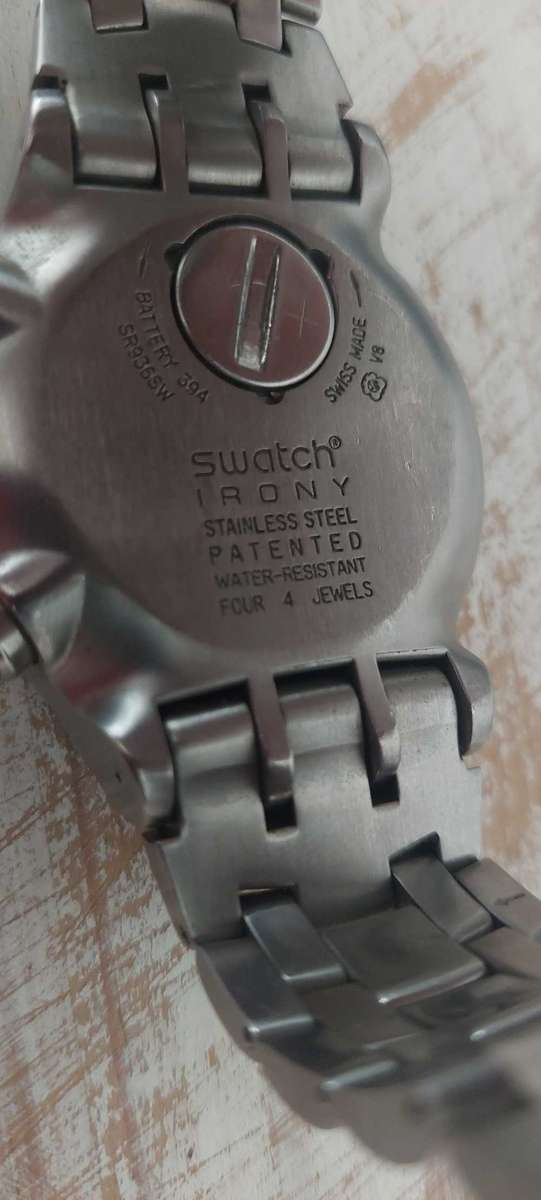 BATTERY 394
SR936SW
SWISS MADE
V8
swatch®
IRONY
STAINLESS STEEL
PATENTED
WATER-RESISTANT
FOUR 4 JEWELS